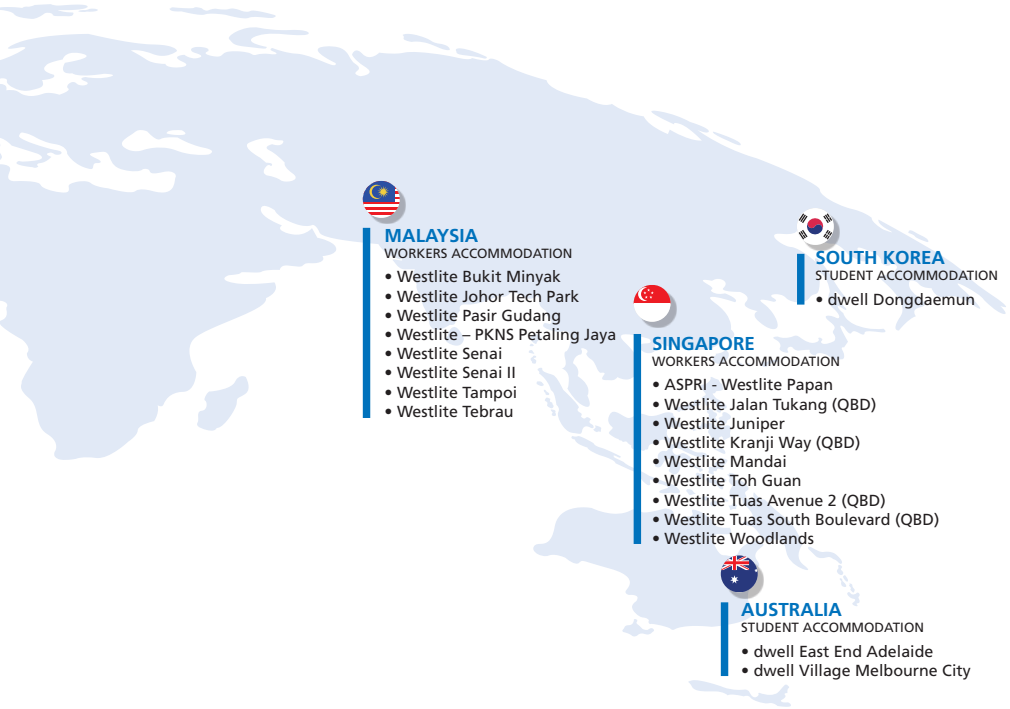 MALAYSIA
WORKERS ACCOMMODATION
• Westlite Bukit Minyak
• Westlite Johor Tech Park
• Westlite Pasir Gudang
• Westlite – PKNS Petaling Jaya
• Westlite Senai
• Westlite Senai II
• Westlite Tampoi
• Westlite Tebrau
SOUTH KOREA
STUDENT ACCOMMODATION
• dwell Dongdaemun
SINGAPORE
WORKERS ACCOMMODATION
• ASPRI - Westlite Papan
• Westlite Jalan Tukang (QBD)
• Westlite Juniper
• Westlite Kranji Way (QBD)
• Westlite Mandai
• Westlite Toh Guan
• Westlite Tuas Avenue 2 (QBD)
• Westlite Tuas South Boulevard (QBD)
• Westlite Woodlands
AUSTRALIA
STUDENT ACCOMMODATION
• dwell East End Adelaide
• dwell Village Melbourne City